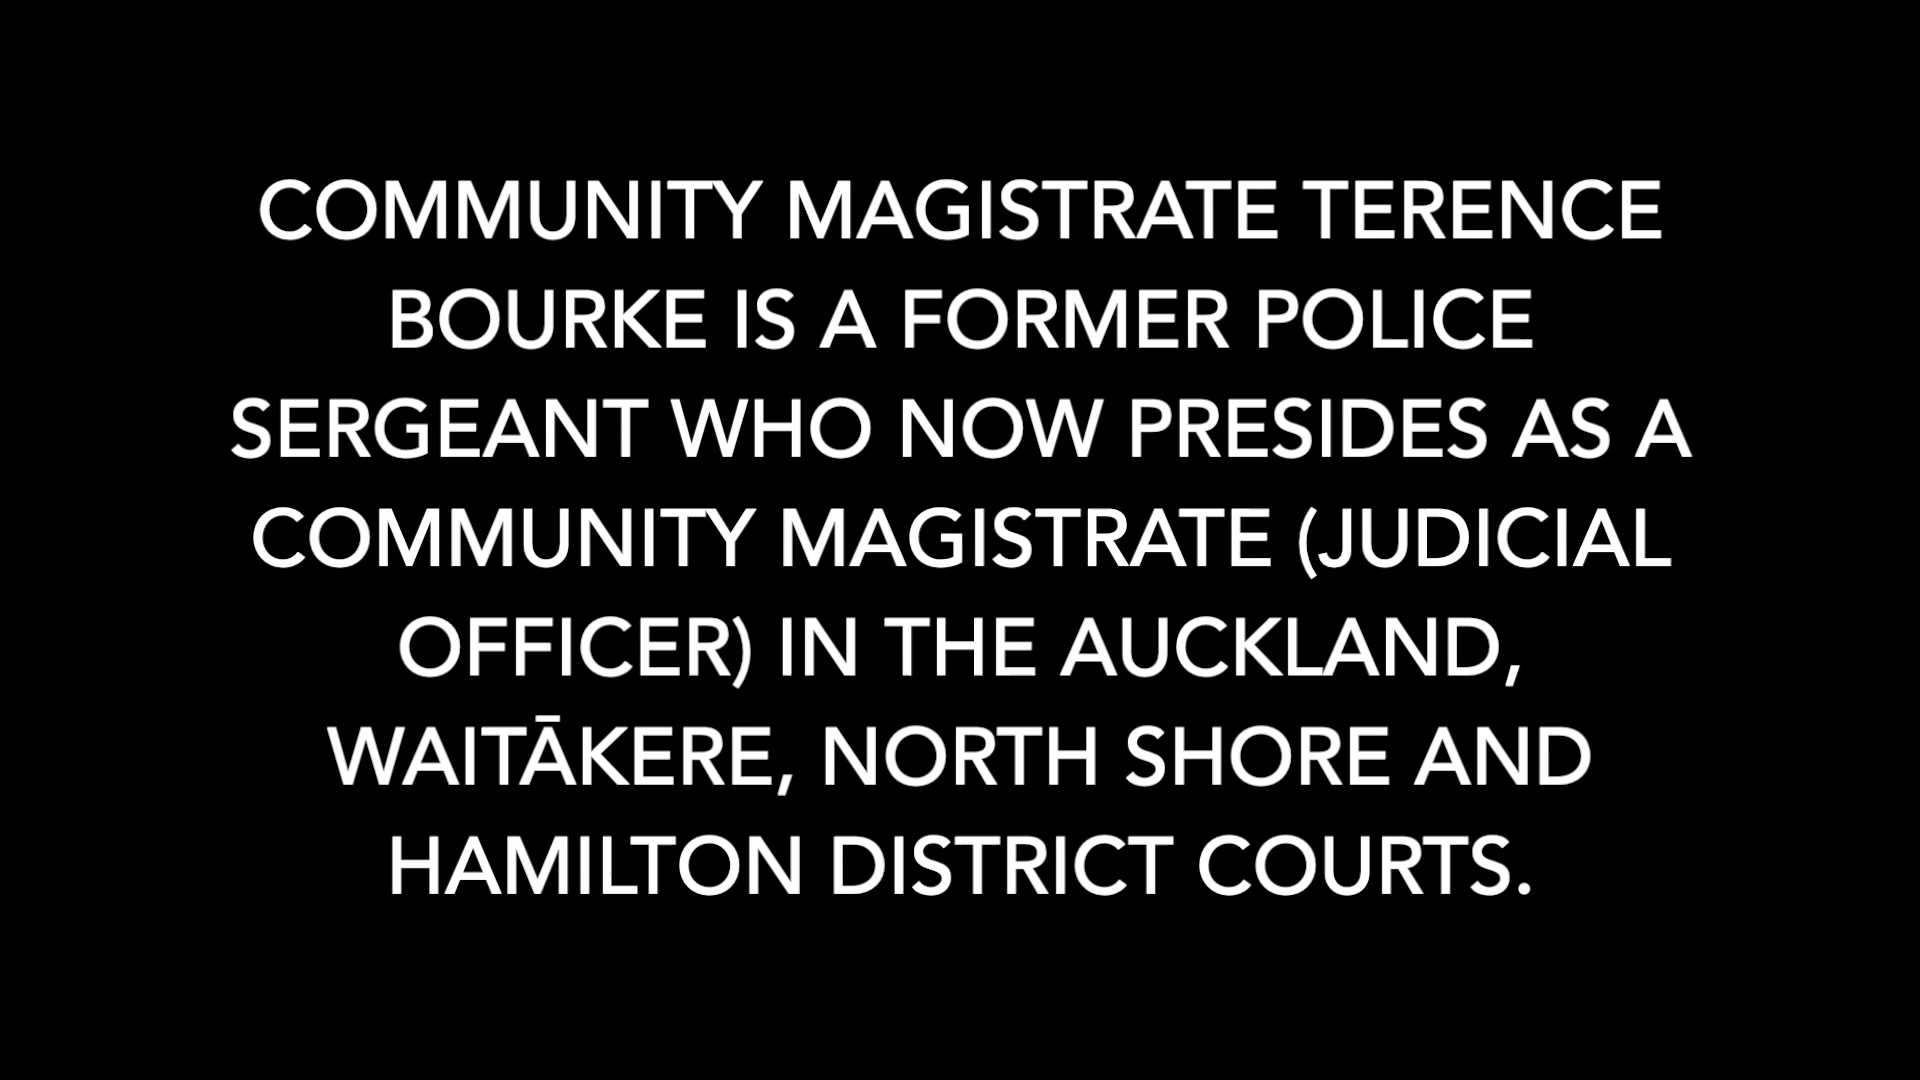 COMMUNITY MAGISTRATE TERENCE
BOURKE IS A FORMER POLICE
SERGEANT WHO NOW PRESIDES AS A
COMMUNITY MAGISTRATE (JUDICIAL
OFFICER) IN THE AUCKLAND,
WAITĀKERE, NORTH SHORE AND
HAMILTON DISTRICT COURTS.